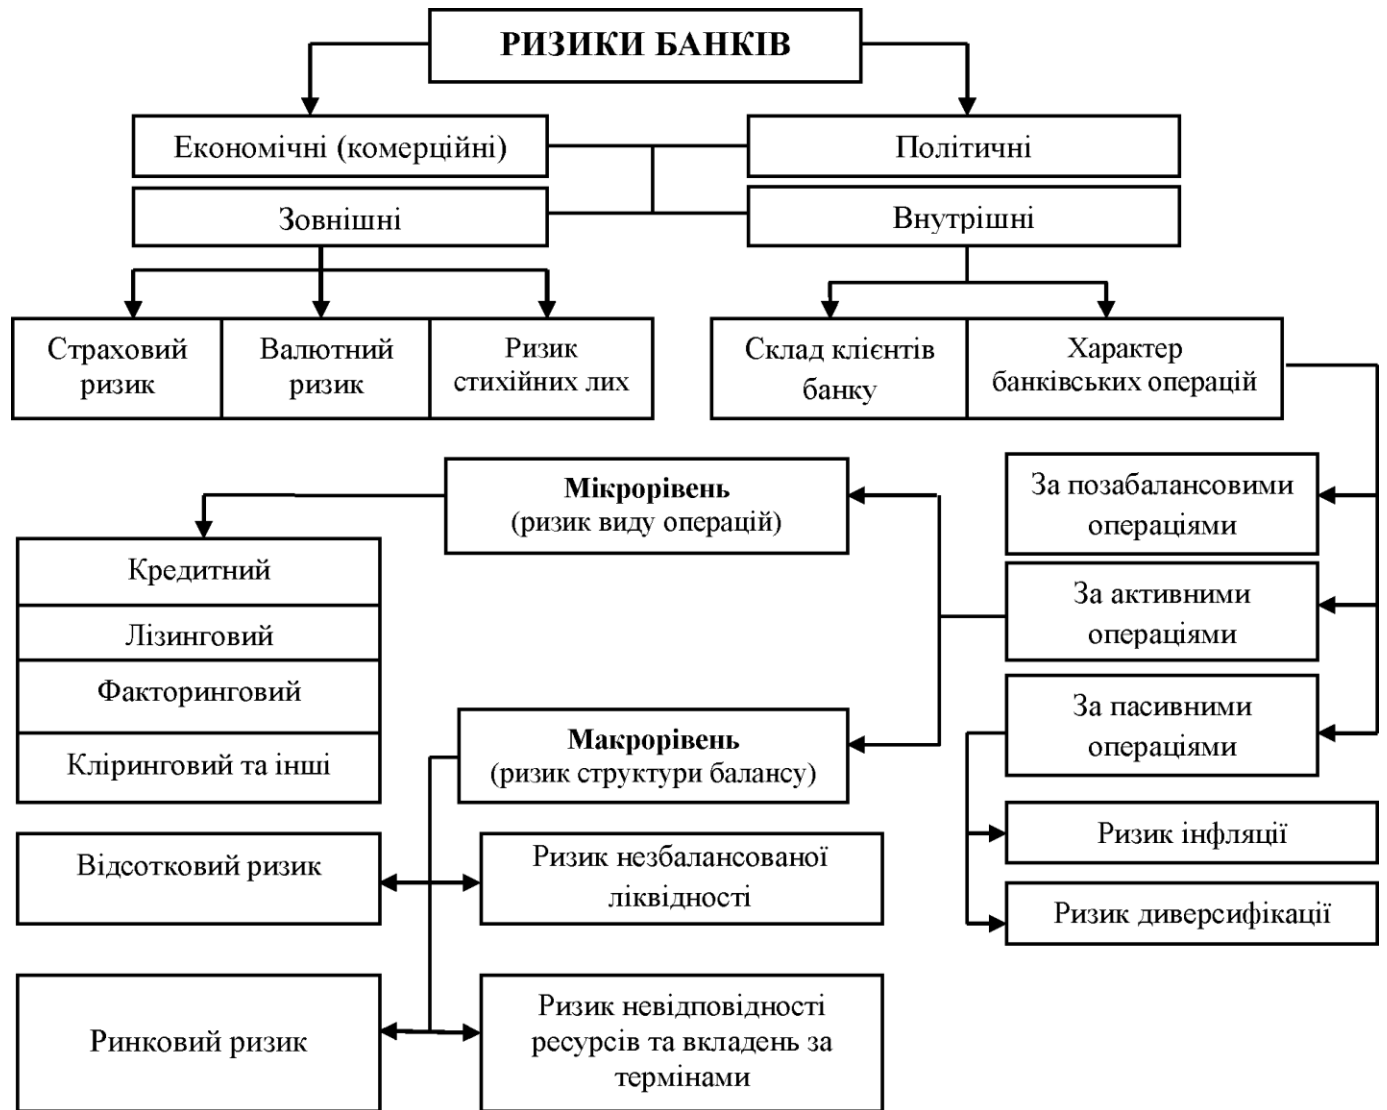 РИЗИКИ БАНКІВ
Економічні (комерційні)
Політичні
Зовнішні
Внутрішні
Страховий
ризик
Валютний
ризик
Ризик
стихійних лих
Склад клієнтів
банку
Характер
банківських операцій
Мікрорівень
(ризик виду операцій)
За позабалансовими
операціями
Кредитний
Лізинговий
Факторинговий
Кліринговий та інші
За активними
операціями
Макрорівень
(ризик структури балансу)
За пасивними
операціями
Ризик інфляції
Ризик диверсифікації
Відсотковий ризик
Ризик незбалансованої
ліквідності
Ринковий ризик
Ризик невідповідності
ресурсів та вкладень за
термінами